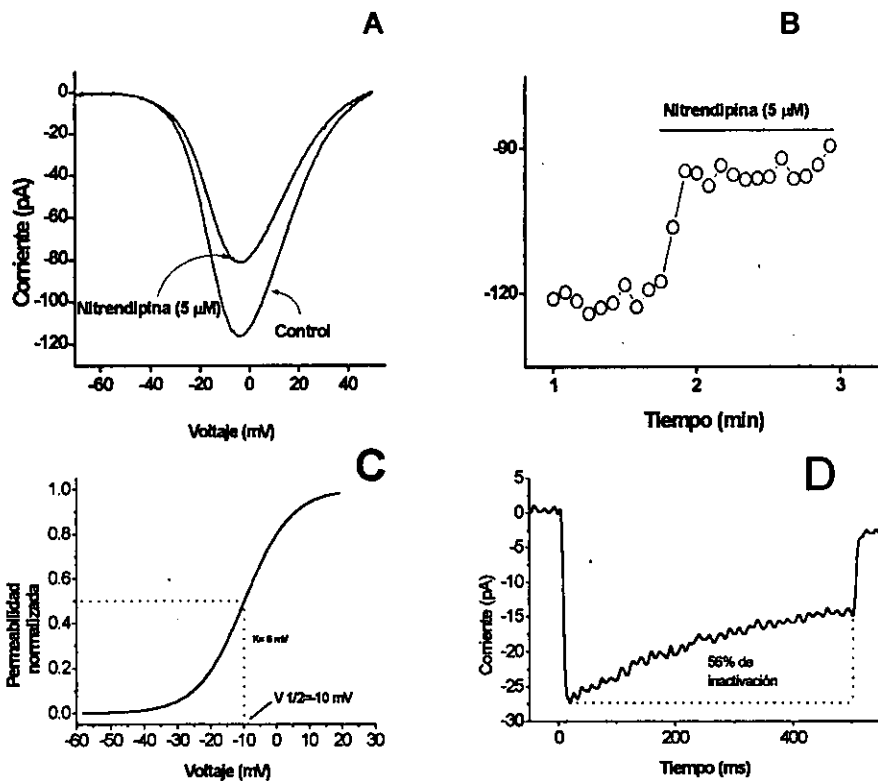 A
0
-20
-40
-60
-80
-100
-120
Corriente (pA)
Nitrendipina (5 µM)
Control
-60 -40 -20 0 20 40
Voltaje (mV)
B
Nitrendipina (5 µM)
-90
-120
1 2 3
Tiempo (min)
C
1.0
0.8
0.6
0.4
0.2
0.0
Permeabilidad
normalizada
V 1/2=-10 mV
-60 -50 -40 -30 -20 -10 0 10 20 30
Voltaje (mV)
D
5
0
-5
-10
-15
-20
-25
-30
Corriente (pA)
56% de
inactivación
0 200 400
Tiempo (ms)